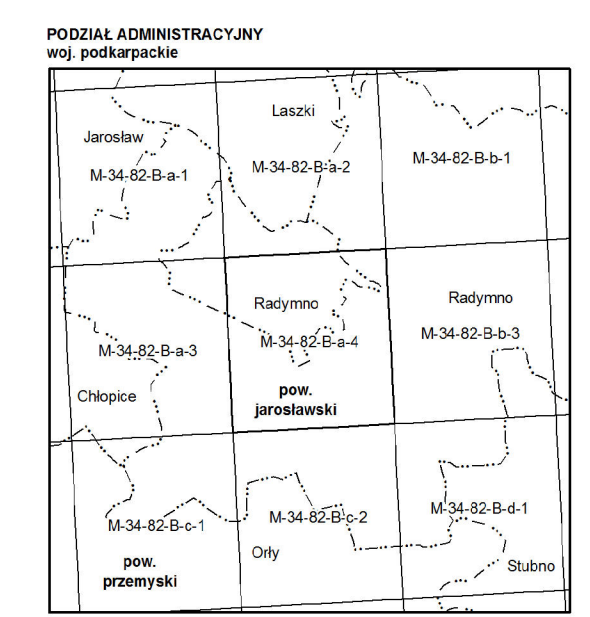 PODZIAŁ ADMINISTRACYJNY
woj. podkarpackie
Laszki
Jarosław
M-34-82-B-a-1
M-34-82-B-a-2
M-34-82-B-b-1
Radymno
Radymno
M-34-82-B-a-3
M-34-82-B-a-4
M-34-82-B-b-3
Chłopice
pow.
jarosławski
M-34-82-B-c-1
M-34-82-B-c-2
M-34-82-B-d-1
Orły
pow.
przemyski
Stubno